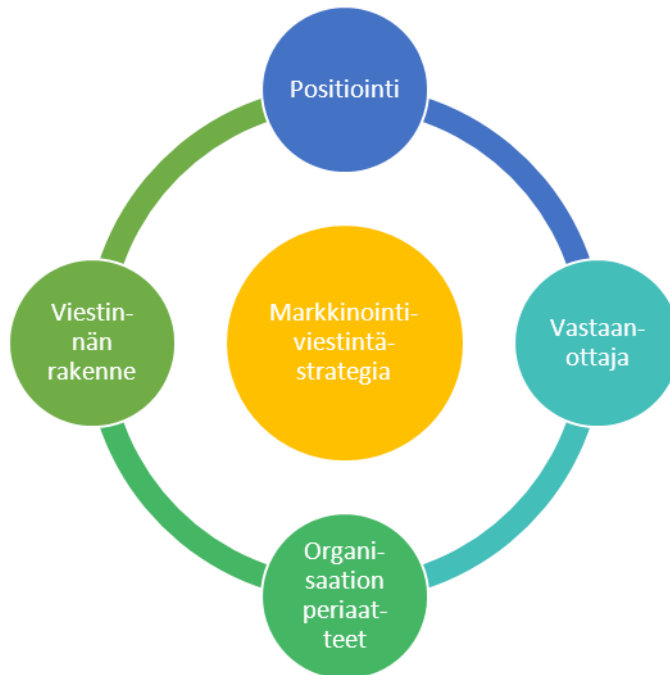 Positiointi
Viestin-
nän
rakenne
Markkinointi-
viestintä-
strategia
Vastaan-
ottaja
Organi-
saation
periaat-
teet